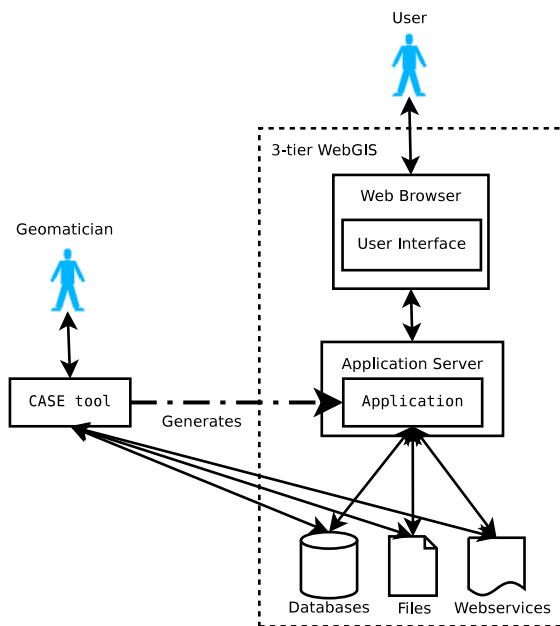 User
3-tier WebGIS
Web Browser
User Interface
Geomatician
Application Server
CASE tool
Application
Generates
Databases
Files
Webservices